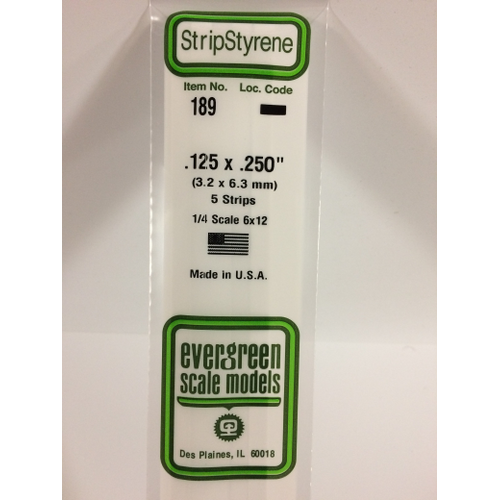 StripStyrene
Item No. Loc. Code
189
.125 x .250"
(3.2 x 6.3 mm)
5 Strips
1/4 Scale 6x12
Made in U.S.A.
evergreen
scale models
Des Plaines, IL 60018